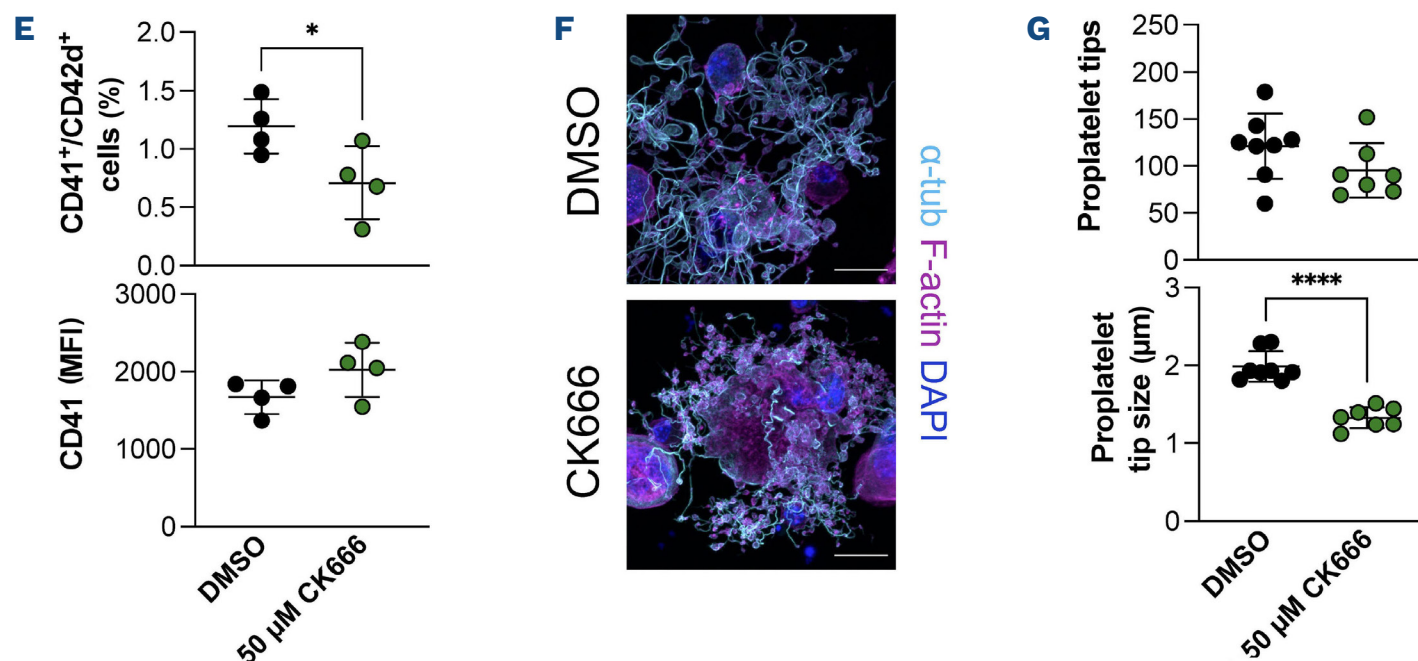 E
CD41⁺/CD42d⁺
cells (%)
2.0
1.5
1.0
0.5
0.0
*
CD41 (MFI)
3000
2000
1000
0
DMSO
50 µM CK666
F
DMSO
CK666
α-tub F-actin DAPI
G
Proplatelet tips
250
200
150
100
50
0
Proplatelet
tip size (µm)
3
2
1
0
****
DMSO
50 µM CK666